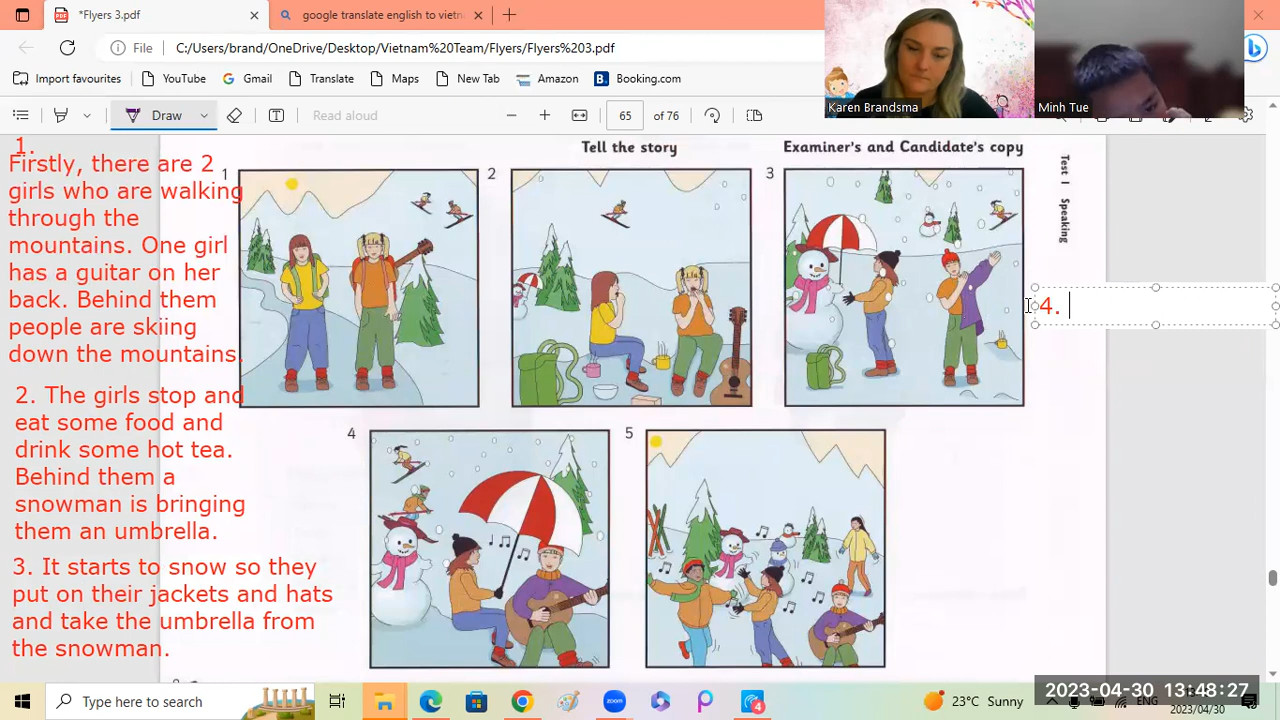 *Flyers 3.pdf
google translate english to vietn
File
C:/Users/brand/OneDrive/Desktop/Vietnam%20Team/Flyers/Flyers%203.pdf
Import favourites
YouTube
Gmail
Translate
Maps
New Tab
Amazon
Booking.com
Draw
Read aloud
65
of 76
Karen Brandsma
Minh Tue
Tell the story
Examiner's and Candidate's copy
Test 1 Speaking
1
2
3
4
5
1.
Firstly, there are 2
girls who are walking
through the
mountains. One girl
has a guitar on her
back. Behind them
people are skiing
down the mountains.
2. The girls stop and
eat some food and
drink some hot tea.
Behind them a
snowman is bringing
them an umbrella.
3. It starts to snow so they
put on their jackets and hats
and take the umbrella from
the snowman.
4.
Type here to search
zoom
4
23°C Sunny
ENG
2023-04-30 13:48:27
2023/04/30